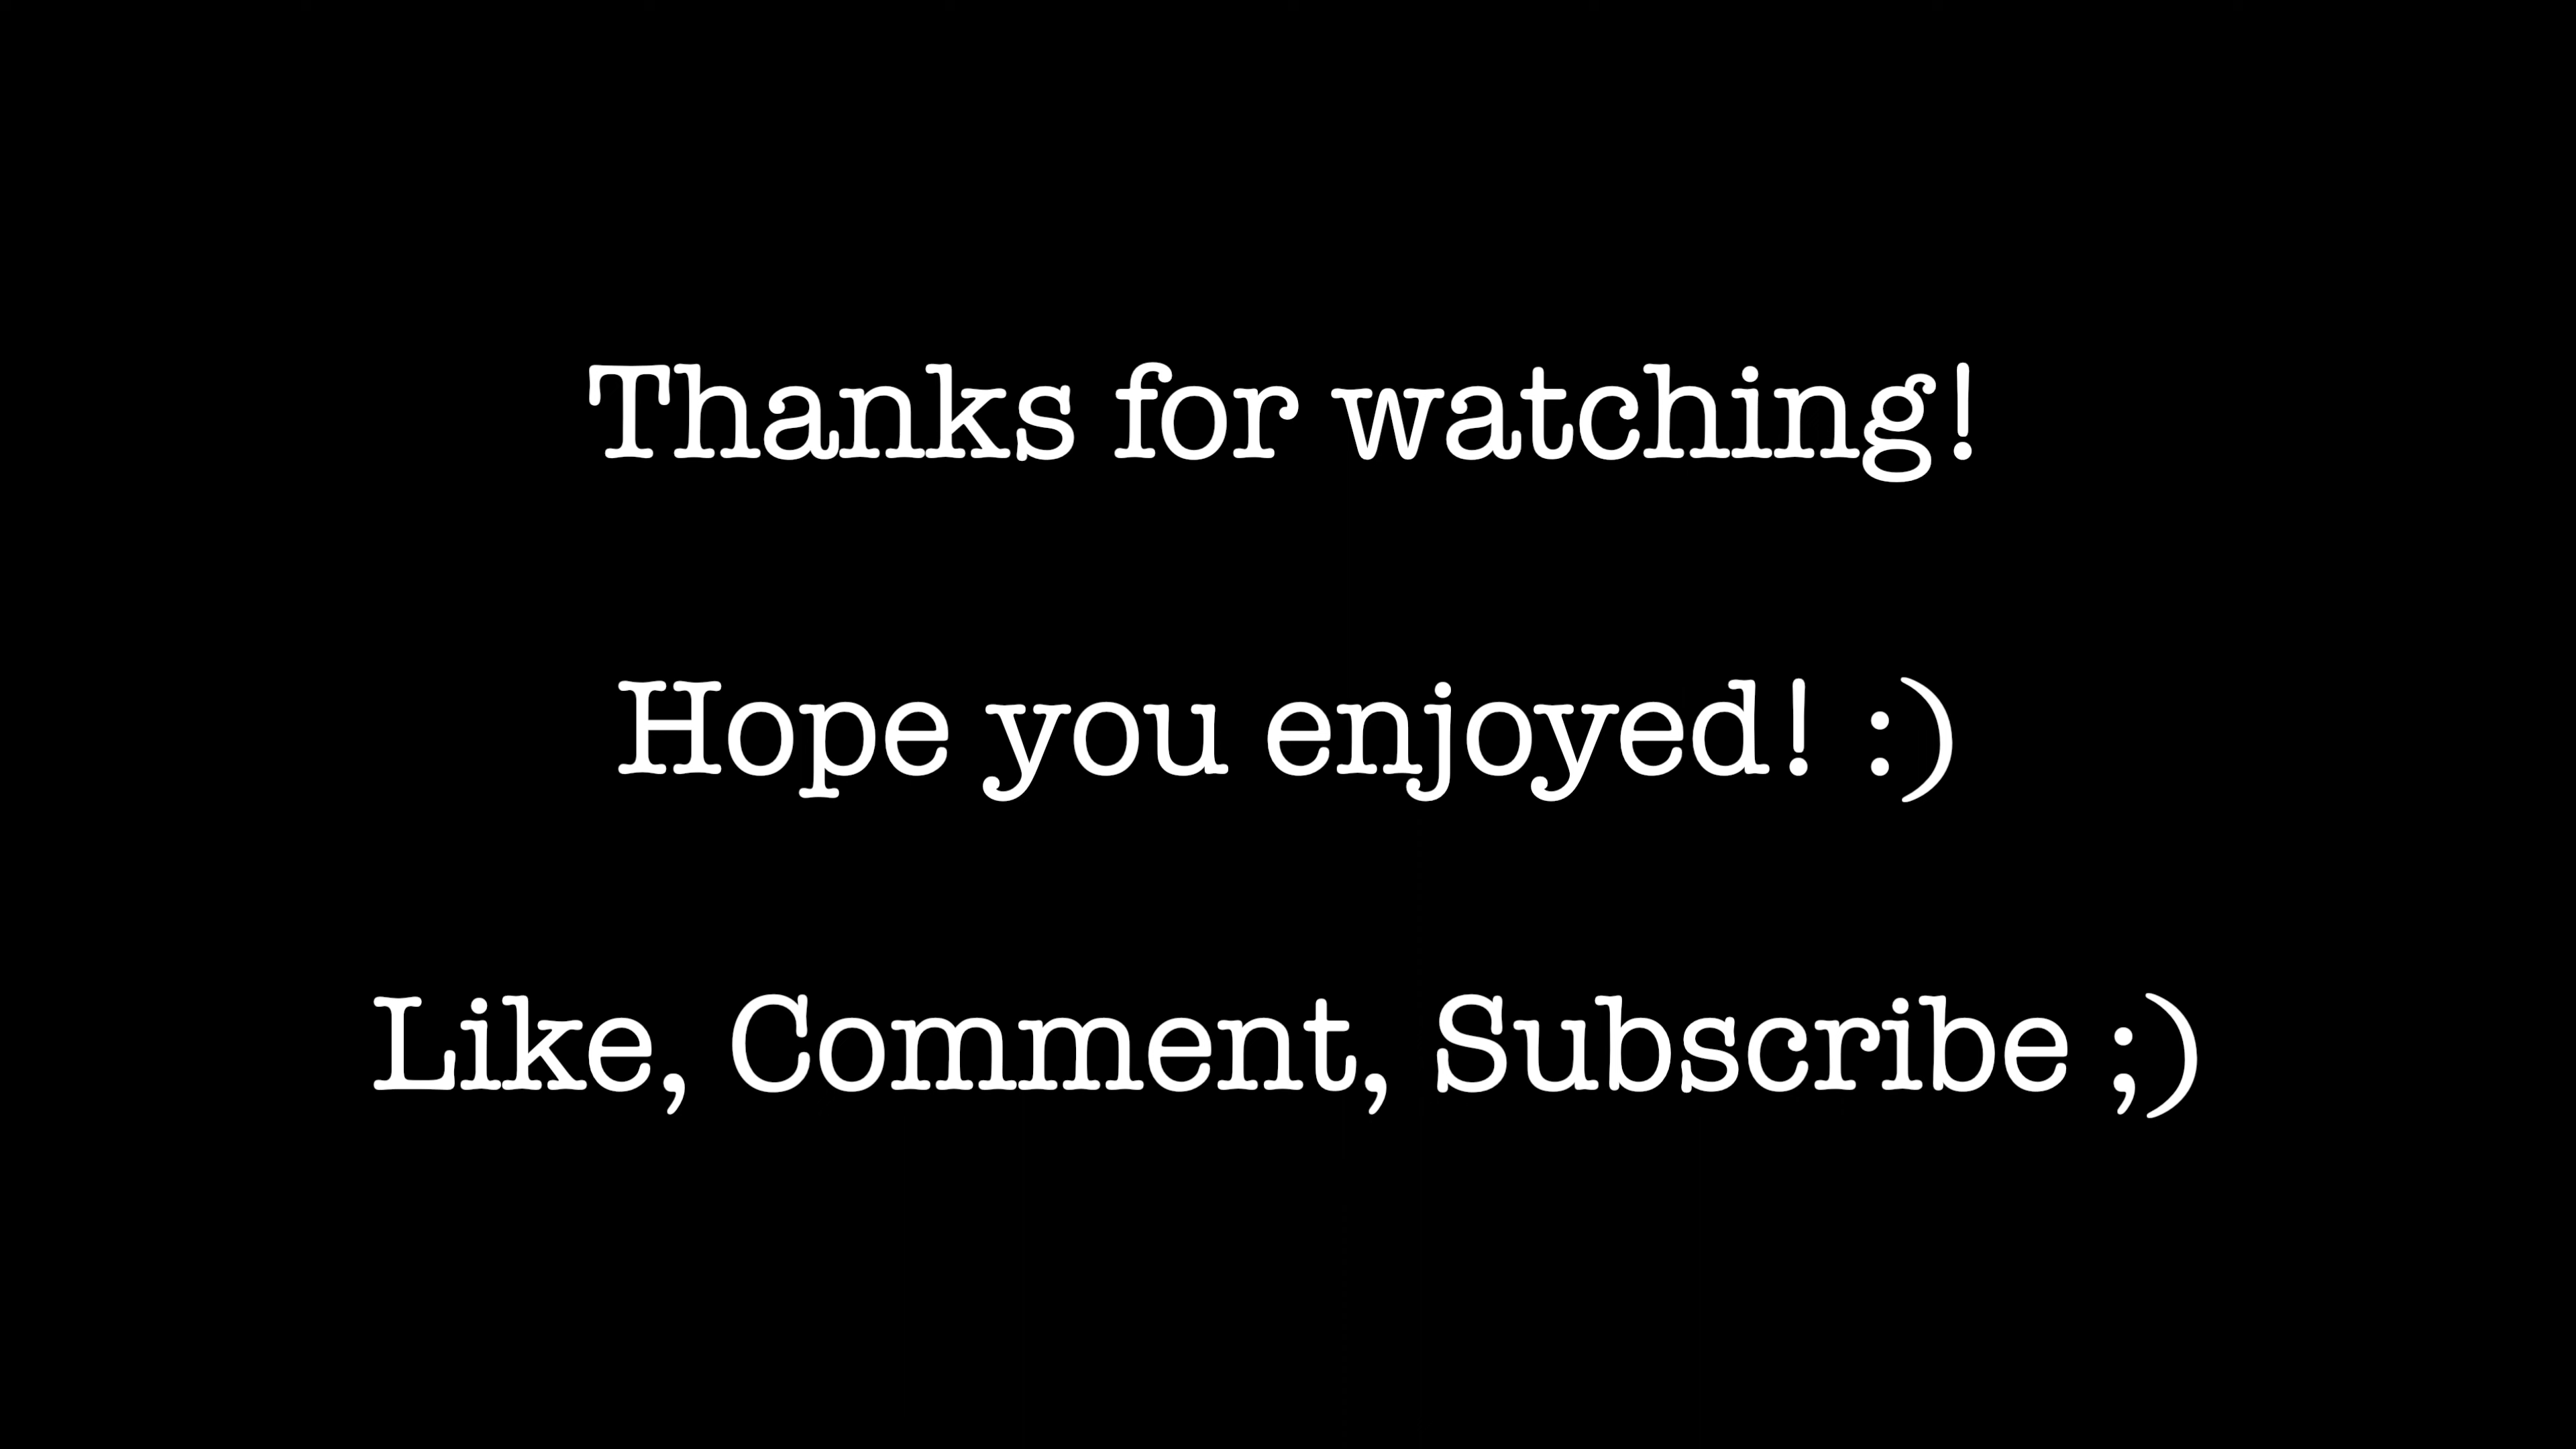 Thanks for watching!
Hope you enjoyed! :)
Like, Comment, Subscribe ;)